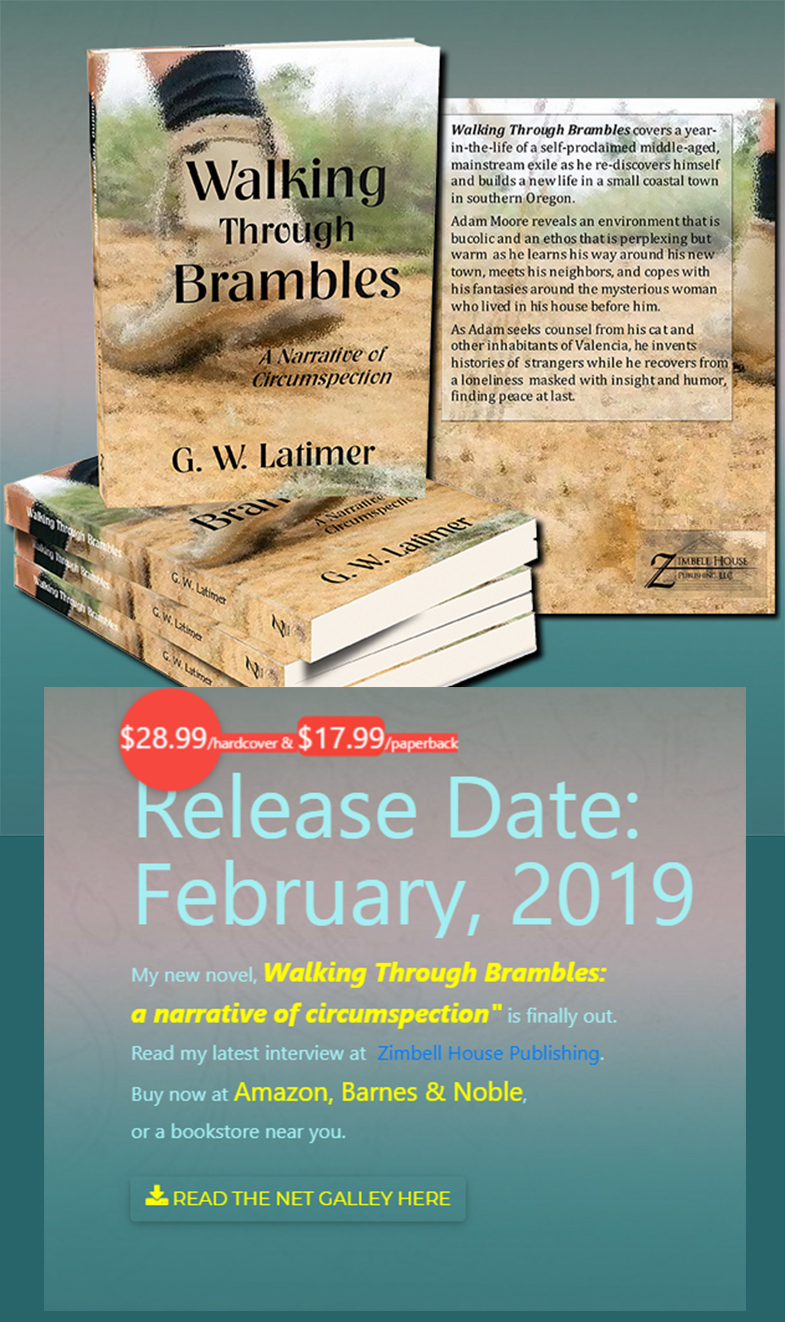 Walking
Through
Brambles
A Narrative of
Circumspection
G. W. Latimer
Walking Through Brambles covers a year-
in-the-life of a self-proclaimed middle-aged,
mainstream exile as he re-discovers himself
and builds a new life in a small coastal town
in southern Oregon.
Adam Moore reveals an environment that is
bucolic and an ethos that is perplexing but
warm as he learns his way around his new
town, meets his neighbors, and copes with
his fantasies around the mysterious woman
who lived in his house before him.
As Adam seeks counsel from his cat and
other inhabitants of Valencia, he invents
histories of strangers while he recovers from
a loneliness masked with insight and humor,
finding peace at last.
ZIMBELL HOUSE
PUBLISHING, LLC
Bram
A Narrative
Circumspectio
G. W. Latimer
Walking Through Brambles
G. W. Latimer
Walking Through Brambles
G. W. Latimer
Walking Through Brambles
G. W. Latimer
$28.99/hardcover & $17.99/paperback
Release Date:
February, 2019
My new novel, Walking Through Brambles:
a narrative of circumspection" is finally out.
Read my latest interview at Zimbell House Publishing.
Buy now at Amazon, Barnes & Noble,
or a bookstore near you.
READ THE NET GALLEY HERE